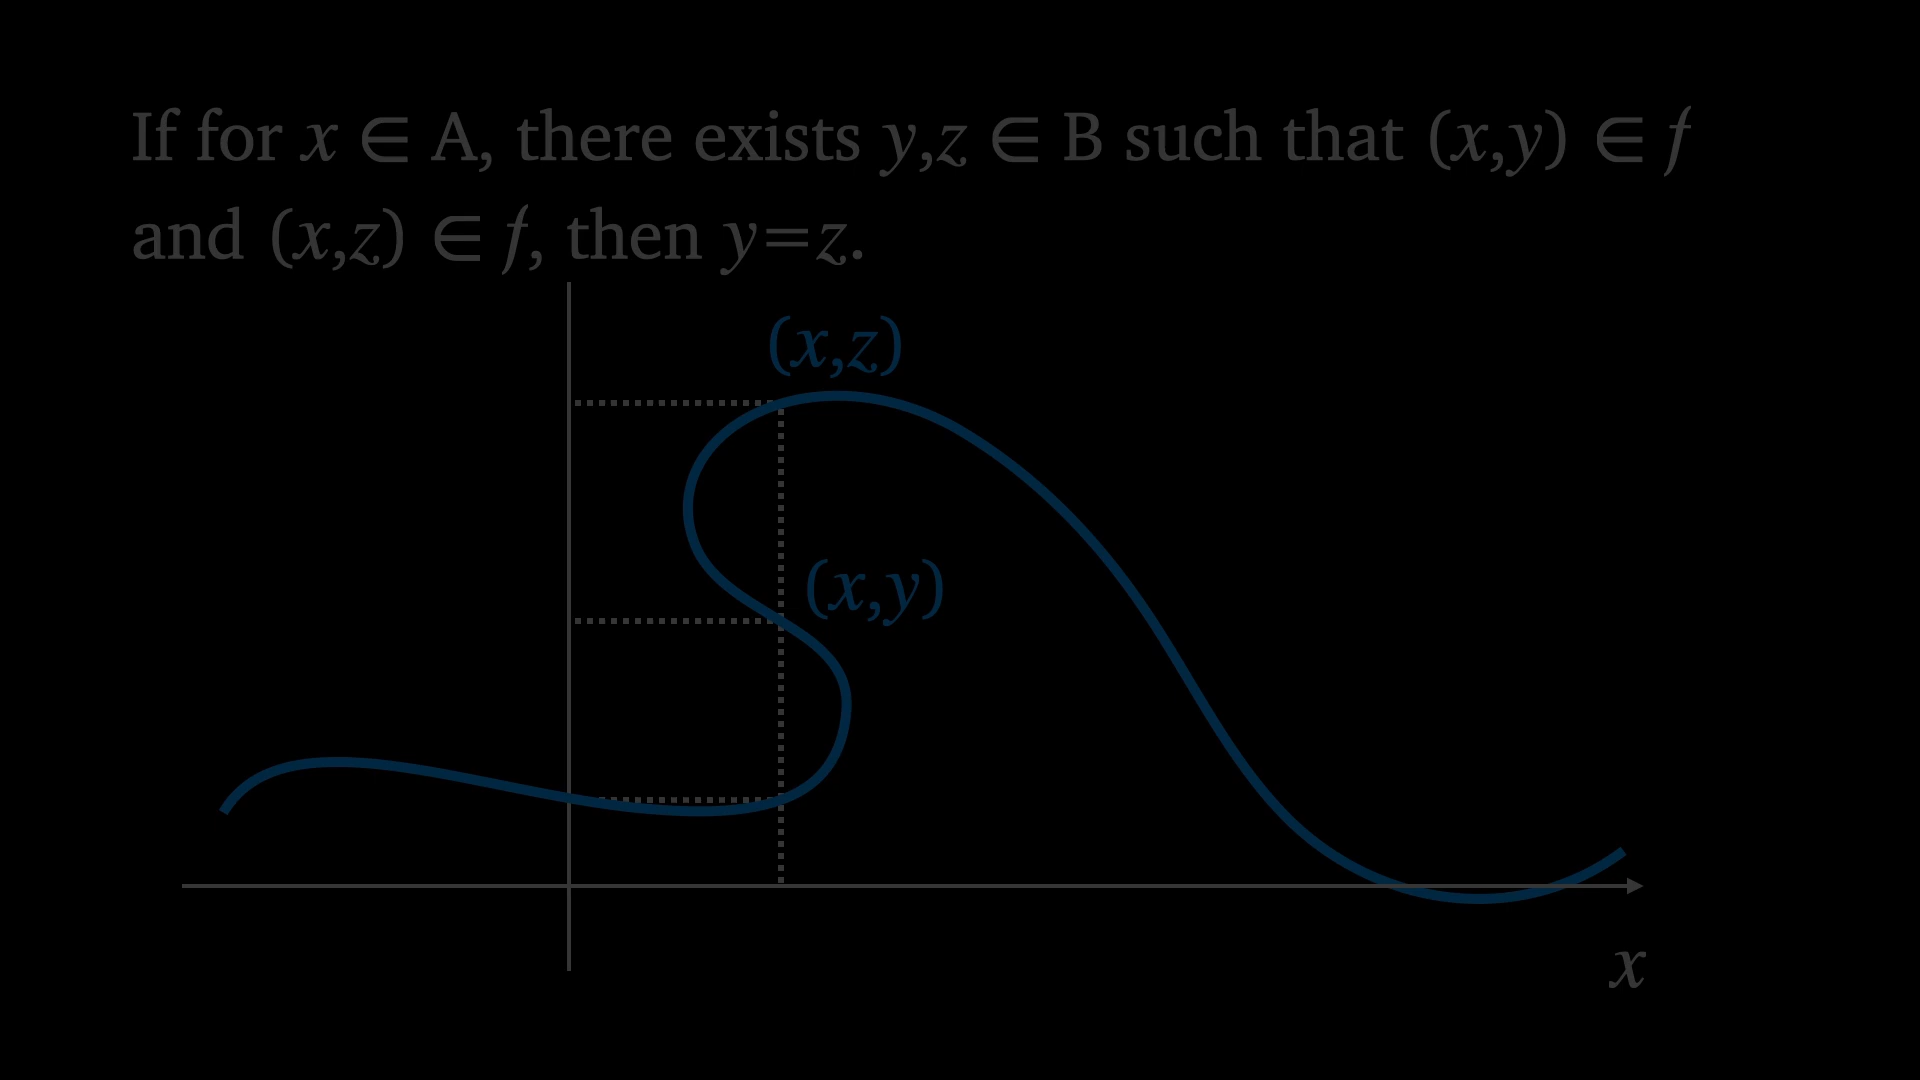 If for x ∈ A, there exists y,z ∈ B such that (x,y) ∈ f
and (x,z) ∈ f, then y=z.
(x,z)
(x,y)
x